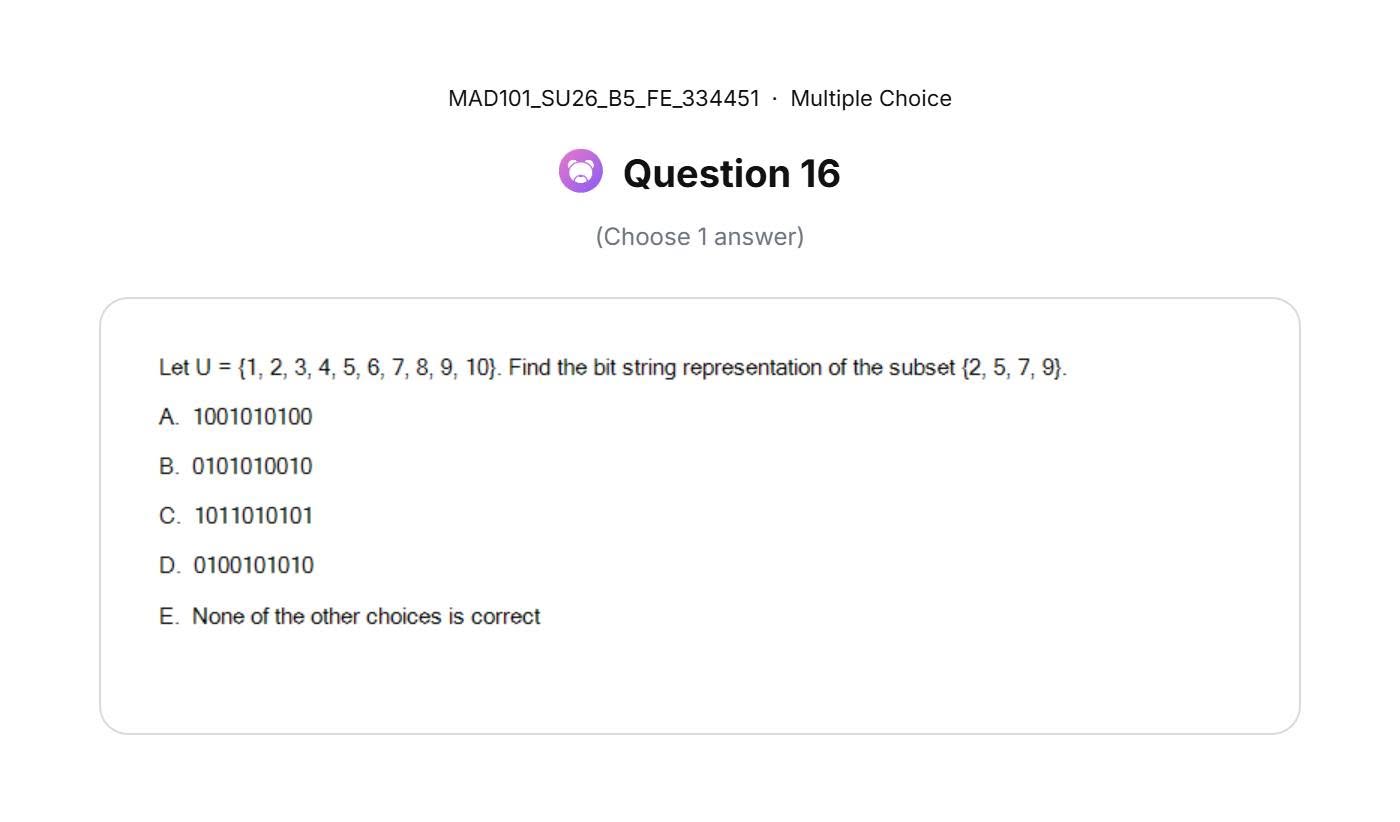 MAD101_SU26_B5_FE_334451 · Multiple Choice
Question 16
(Choose 1 answer)
Let U = {1, 2, 3, 4, 5, 6, 7, 8, 9, 10}. Find the bit string representation of the subset {2, 5, 7, 9}.
A. 1001010100
B. 0101010010
C. 1011010101
D. 0100101010
E. None of the other choices is correct